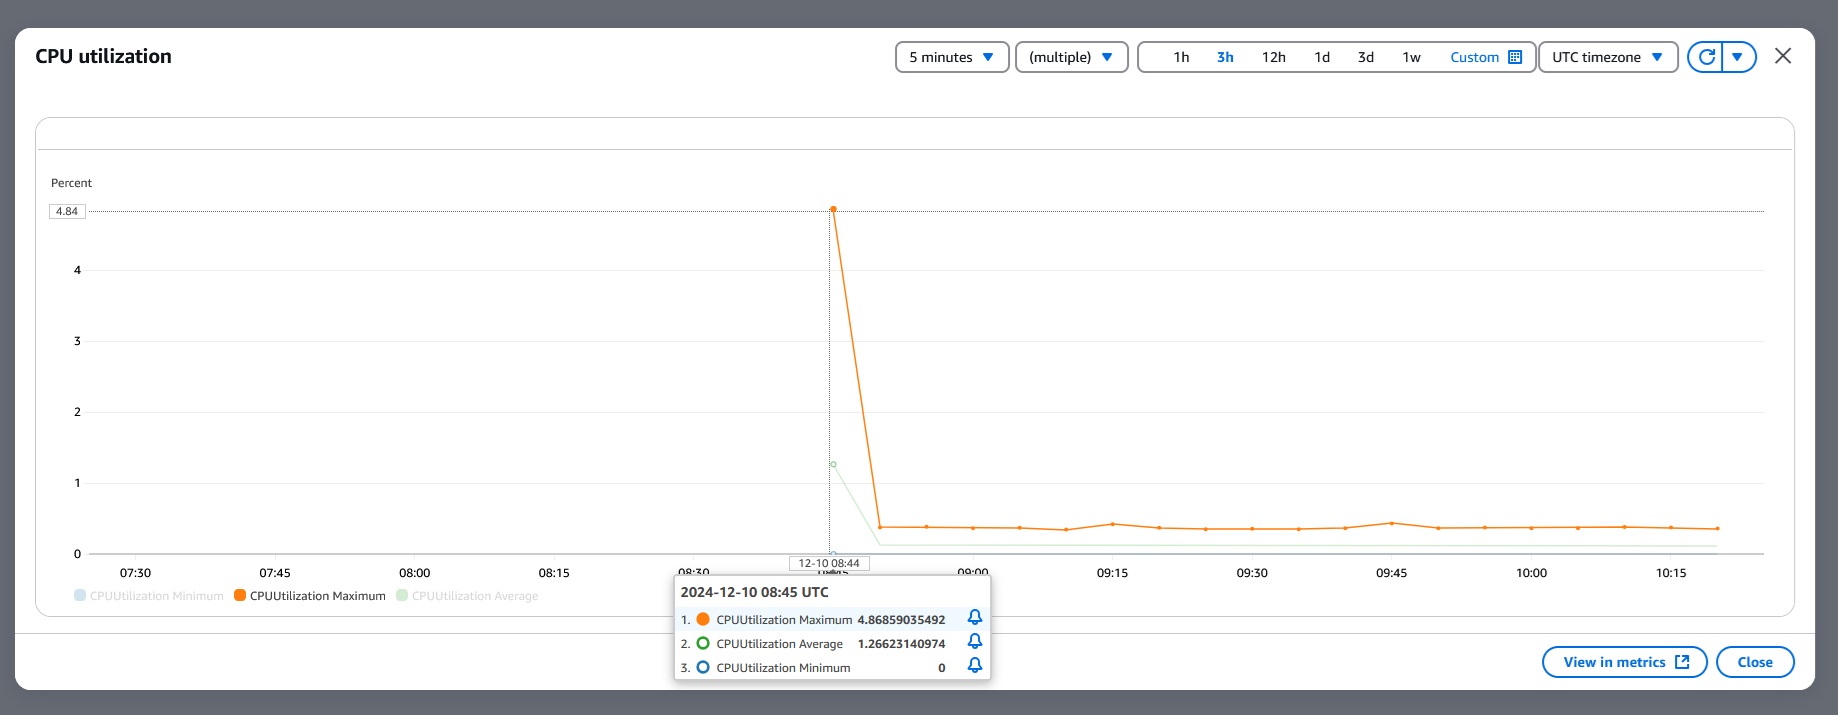 CPU utilization
5 minutes (multiple) 1h 3h 12h 1d 3d 1w Custom UTC timezone
Percent
4.84
4
3
2
1
0
12-10 08:44
07:30 07:45 08:00 08:15 08:30 08:45 09:00 09:15 09:30 09:45 10:00 10:15
CPUUtilization Minimum CPUUtilization Maximum CPUUtilization Average
2024-12-10 08:45 UTC
1. CPUUtilization Maximum 4.86859035492
2. CPUUtilization Average 1.26623140974
3. CPUUtilization Minimum 0
View in metrics Close